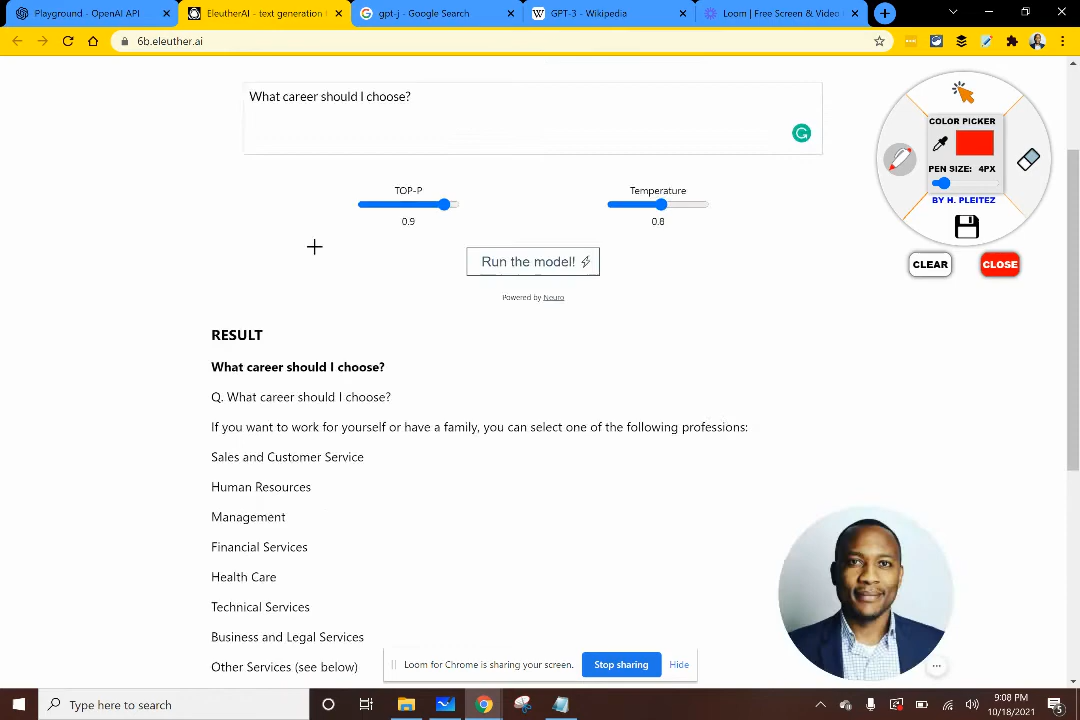 Playground - OpenAI API
EleutherAI - text generation t
gpt-j - Google Search
GPT-3 - Wikipedia
Loom | Free Screen & Video
6b.eleuther.ai
What career should I choose?
COLOR PICKER
PEN SIZE: 4PX
BY H. PLEITEZ
CLEAR
CLOSE
TOP-P
Temperature
0.9
0.8
Run the model!
Powered by Neuro
RESULT
What career should I choose?
Q. What career should I choose?
If you want to work for yourself or have a family, you can select one of the following professions:
Sales and Customer Service
Human Resources
Management
Financial Services
Health Care
Technical Services
Business and Legal Services
Other Services (see below)
Loom for Chrome is sharing your screen.
Stop sharing
Hide
Type here to search
9:08 PM
10/18/2021
5